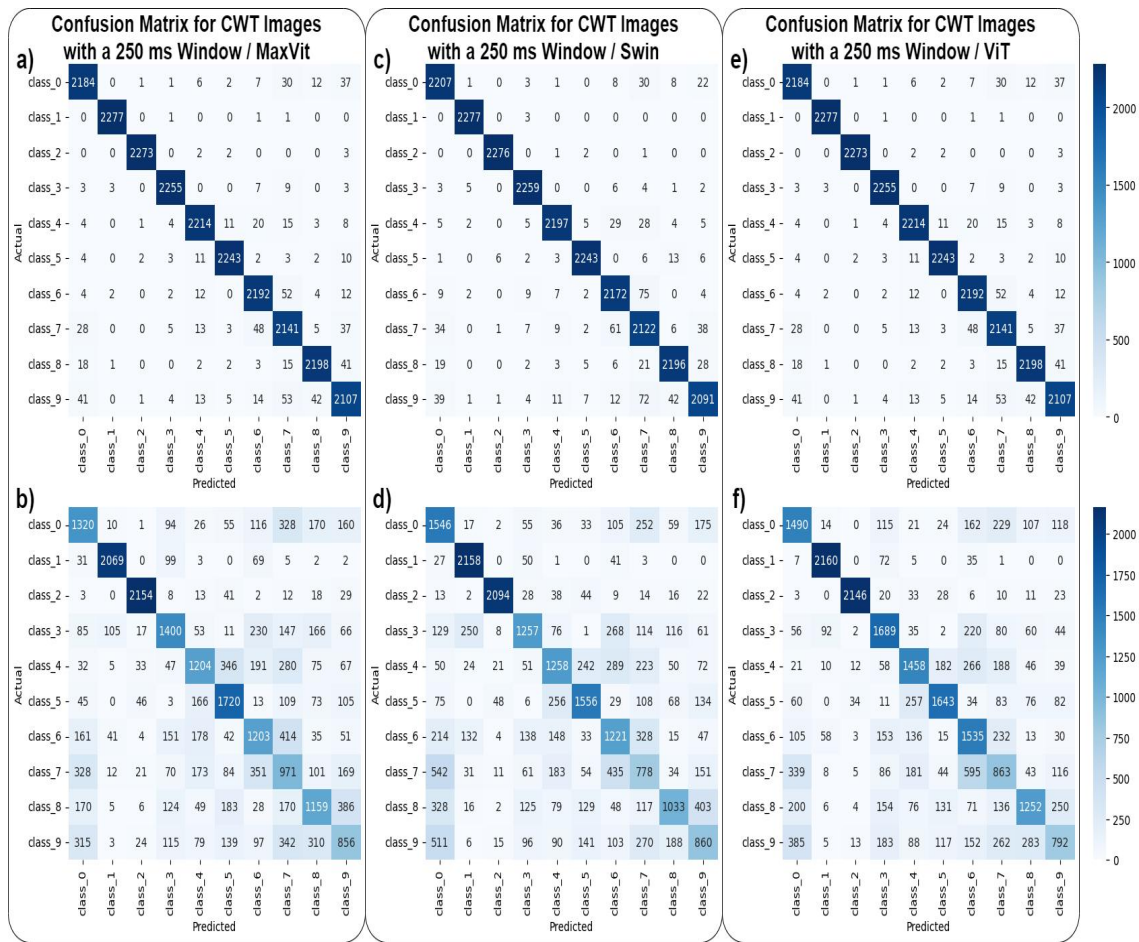 Confusion Matrix for CWT Images
with a 250 ms Window / MaxVit
a)
class_0 2184 0 1 1 6 2 7 30 12 37
class_1 0 2277 0 1 0 0 1 1 0 0
class_2 0 0 2273 0 2 2 0 0 0 3
class_3 3 3 0 2255 0 0 7 9 0 3
class_4 4 0 1 4 2214 11 20 15 3 8
class_5 4 0 2 3 11 2243 2 3 2 10
class_6 4 2 0 2 12 0 2192 52 4 12
class_7 28 0 0 5 13 3 48 2141 5 37
class_8 18 1 0 0 2 2 3 15 2198 41
class_9 41 0 1 4 13 5 14 53 42 2107
Actual
class_0 class_1 class_2 class_3 class_4 class_5 class_6 class_7 class_8 class_9
Predicted
b)
class_0 1320 10 1 94 26 55 116 328 170 160
class_1 31 2069 0 99 3 0 69 5 2 2
class_2 3 0 2154 8 13 41 2 12 18 29
class_3 85 105 17 1400 53 11 230 147 166 66
class_4 32 5 33 47 1204 346 191 280 75 67
class_5 45 0 46 3 166 1720 13 109 73 105
class_6 161 41 4 151 178 42 1203 414 35 51
class_7 328 12 21 70 173 84 351 971 101 169
class_8 170 5 6 124 49 183 28 170 1159 386
class_9 315 3 24 115 79 139 97 342 310 856
Actual
class_0 class_1 class_2 class_3 class_4 class_5 class_6 class_7 class_8 class_9
Predicted
Confusion Matrix for CWT Images
with a 250 ms Window / Swin
c)
2207 1 0 3 1 0 8 30 8 22
0 2277 0 3 0 0 0 0 0 0
0 0 2276 0 1 2 0 1 0 0
3 5 0 2259 0 0 6 4 1 2
5 2 0 5 2197 5 29 28 4 5
1 0 6 2 3 2243 0 6 13 6
9 2 0 9 7 2 2172 75 0 4
34 0 1 7 9 2 61 2122 6 38
19 0 0 2 3 5 6 21 2196 28
39 1 1 4 11 7 12 72 42 2091
class_0 class_1 class_2 class_3 class_4 class_5 class_6 class_7 class_8 class_9
Predicted
d)
class_0 1546 17 2 55 36 33 105 252 59 175
class_1 27 2158 0 50 1 0 41 3 0 0
class_2 13 2 2094 28 38 44 9 14 16 22
class_3 129 250 8 1257 76 1 268 114 116 61
class_4 50 24 21 51 1258 242 289 223 50 72
class_5 75 0 48 6 256 1556 29 108 68 134
class_6 214 132 4 138 148 33 1221 328 15 47
class_7 542 31 11 61 183 54 435 778 34 151
class_8 328 16 2 125 79 129 48 117 1033 403
class_9 511 6 15 96 90 141 103 270 188 860
Actual
class_0 class_1 class_2 class_3 class_4 class_5 class_6 class_7 class_8 class_9
Predicted
Confusion Matrix for CWT Images
with a 250 ms Window / ViT
e)
class_0 2184 0 1 1 6 2 7 30 12 37
class_1 0 2277 0 1 0 0 1 1 0 0
class_2 0 0 2273 0 2 2 0 0 0 3
class_3 3 3 0 2255 0 0 7 9 0 3
class_4 4 0 1 4 2214 11 20 15 3 8
class_5 4 0 2 3 11 2243 2 3 2 10
class_6 4 2 0 2 12 0 2192 52 4 12
class_7 28 0 0 5 13 3 48 2141 5 37
class_8 18 1 0 0 2 2 3 15 2198 41
class_9 41 0 1 4 13 5 14 53 42 2107
Actual
class_0 class_1 class_2 class_3 class_4 class_5 class_6 class_7 class_8 class_9
Predicted
2000
1500
1000
500
0
f)
class_0 1490 14 0 115 21 24 162 229 107 118
class_1 7 2160 0 72 5 0 35 1 0 0
class_2 3 0 2146 20 33 28 6 10 11 23
class_3 56 92 2 1689 35 2 220 80 60 44
class_4 21 10 12 58 1458 182 266 188 46 39
class_5 60 0 34 11 257 1643 34 83 76 82
class_6 105 58 3 153 136 15 1535 232 13 30
class_7 339 8 5 86 181 44 595 863 43 116
class_8 200 6 4 154 76 131 71 136 1252 250
class_9 385 5 13 183 88 117 152 262 283 792
Actual
class_0 class_1 class_2 class_3 class_4 class_5 class_6 class_7 class_8 class_9
Predicted
2000
1750
1500
1250
1000
750
500
250
0